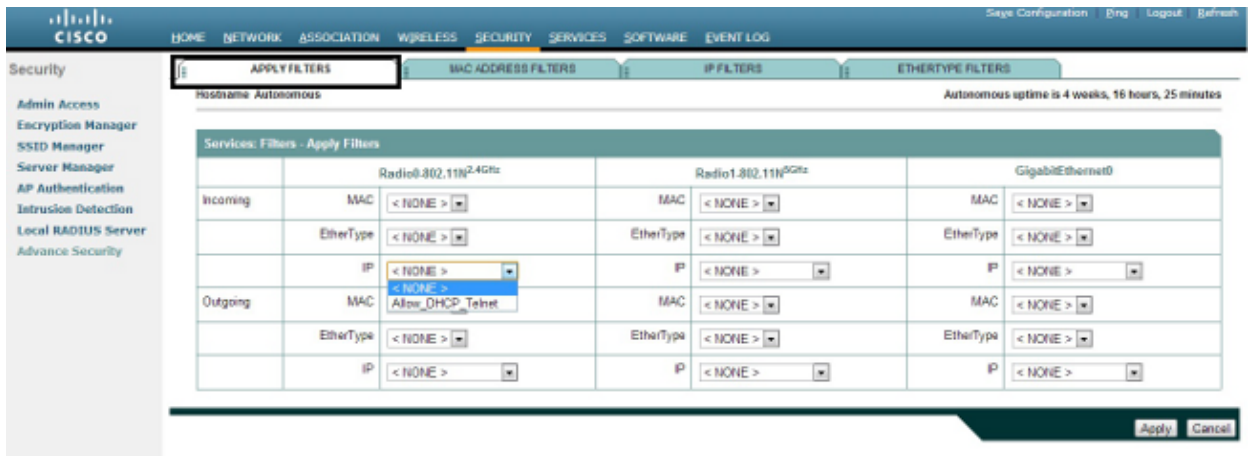 Save Configuration Ping Logout Refresh
CISCO
HOME NETWORK ASSOCIATION WIRELESS SECURITY SERVICES SOFTWARE EVENT LOG
Security
APPLY FILTERS MAC ADDRESS FILTERS IP FILTERS ETHERTYPE FILTERS
Hostname Autonomous Autonomous uptime is 4 weeks, 16 hours, 25 minutes
Admin Access
Encryption Manager
SSID Manager
Server Manager
AP Authentication
Intrusion Detection
Local RADIUS Server
Advance Security
Services: Filters - Apply Filters
Radio0-802.11N2.4GHz Radio1-802.11N5GHz GigabitEthernet0
Incoming MAC < NONE > MAC < NONE > MAC < NONE >
EtherType < NONE > EtherType < NONE > EtherType < NONE >
IP < NONE > IP < NONE > IP < NONE >
< NONE >
Allow_DHCP_Telnet
Outgoing MAC MAC < NONE > MAC < NONE >
EtherType < NONE > EtherType < NONE > EtherType < NONE >
IP < NONE > IP < NONE > IP < NONE >
Apply Cancel